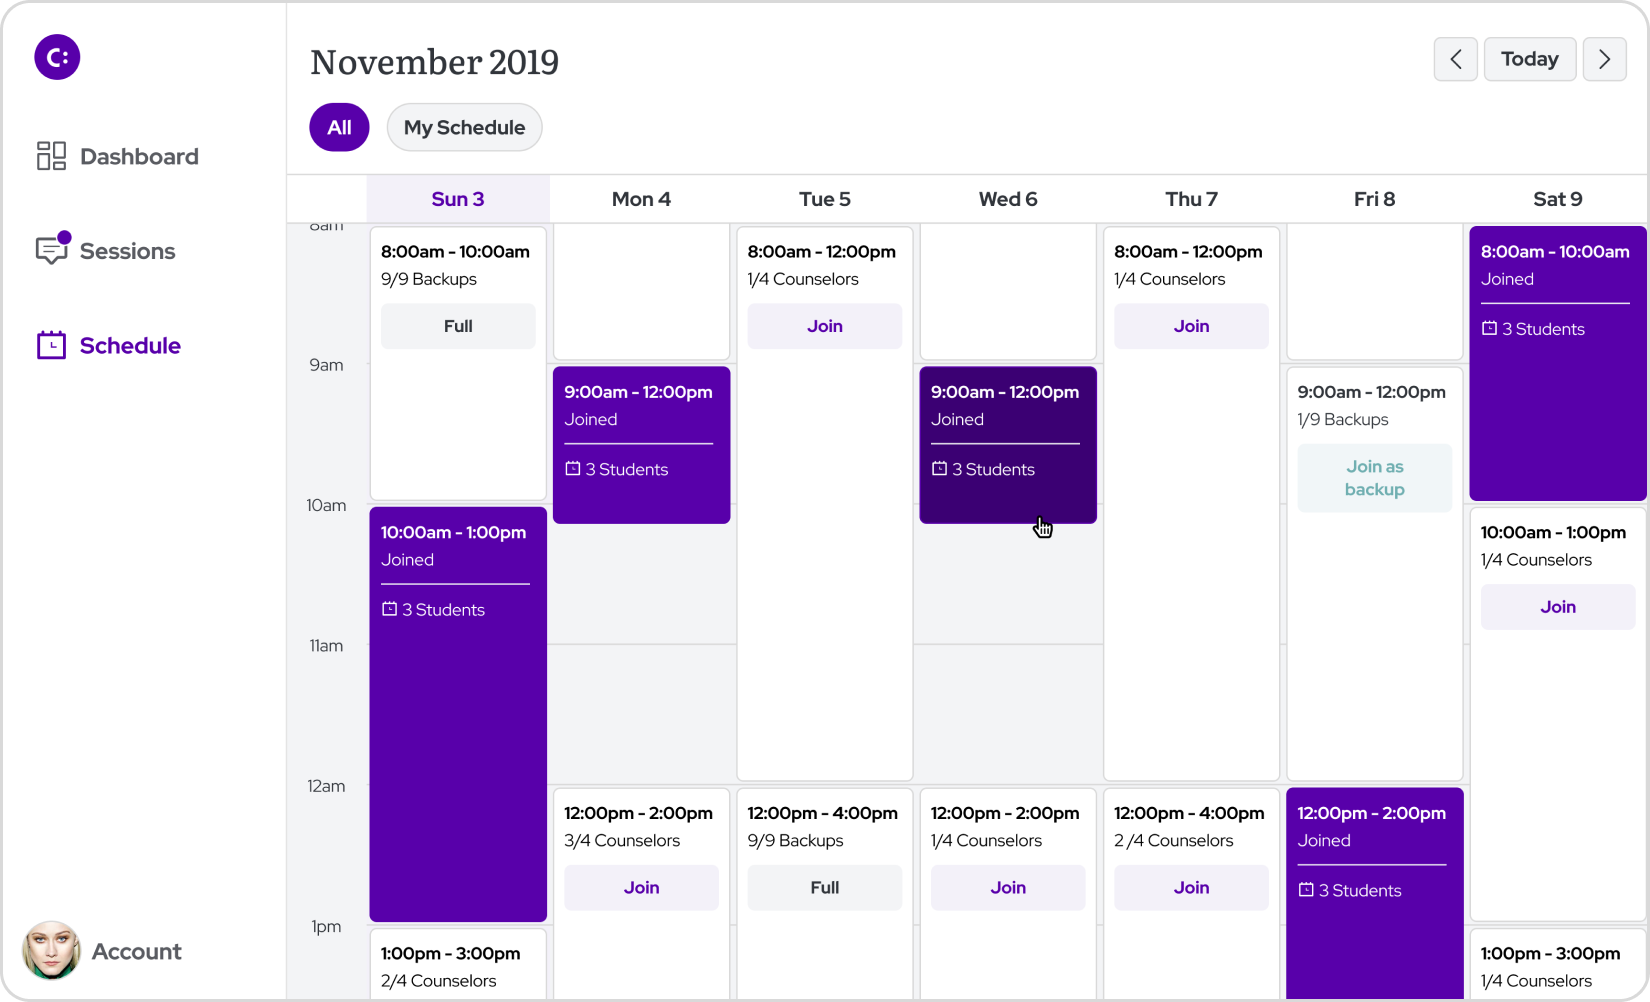 C:
Dashboard
Sessions
Schedule
Account
November 2019
Today
All
My Schedule
Sun 3
Mon 4
Tue 5
Wed 6
Thu 7
Fri 8
Sat 9
8am
9am
10am
11am
12am
1pm
8:00am - 10:00am
9/9 Backups
Full
10:00am - 1:00pm
Joined
3 Students
1:00pm - 3:00pm
2/4 Counselors
9:00am - 12:00pm
Joined
3 Students
12:00pm - 2:00pm
3/4 Counselors
Join
8:00am - 12:00pm
1/4 Counselors
Join
12:00pm - 4:00pm
9/9 Backups
Full
9:00am - 12:00pm
Joined
3 Students
12:00pm - 2:00pm
1/4 Counselors
Join
8:00am - 12:00pm
1/4 Counselors
Join
12:00pm - 4:00pm
2 /4 Counselors
Join
9:00am - 12:00pm
1/9 Backups
Join as
backup
12:00pm - 2:00pm
Joined
3 Students
8:00am - 10:00am
Joined
3 Students
10:00am - 1:00pm
1/4 Counselors
Join
1:00pm - 3:00pm
1/4 Counselors